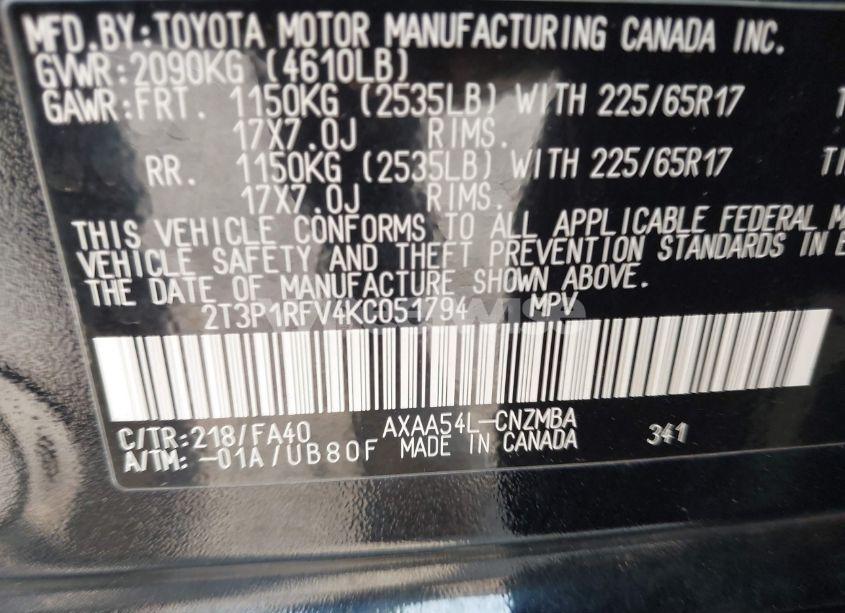 MFD.BY:TOYOTA MOTOR MANUFACTURING CANADA INC.
GVWR:2090KG (4610LB)
GAWR:FRT. 1150KG (2535LB) WITH 225/65R17
17X7.0J RIMS.
RR. 1150KG (2535LB) WITH 225/65R17
17X7.0J RIMS.
THIS VEHICLE CONFORMS TO ALL APPLICABLE FEDERAL
VEHICLE SAFETY AND THEFT PREVENTION STANDARDS IN
THE DATE OF MANUFACTURE SHOWN ABOVE.
2T3P1RFV4KC051794 MPV
C/TR:218/FA40 AXAA54L-CNZMBA 341
A/TM:-01A/UB80F MADE IN CANADA